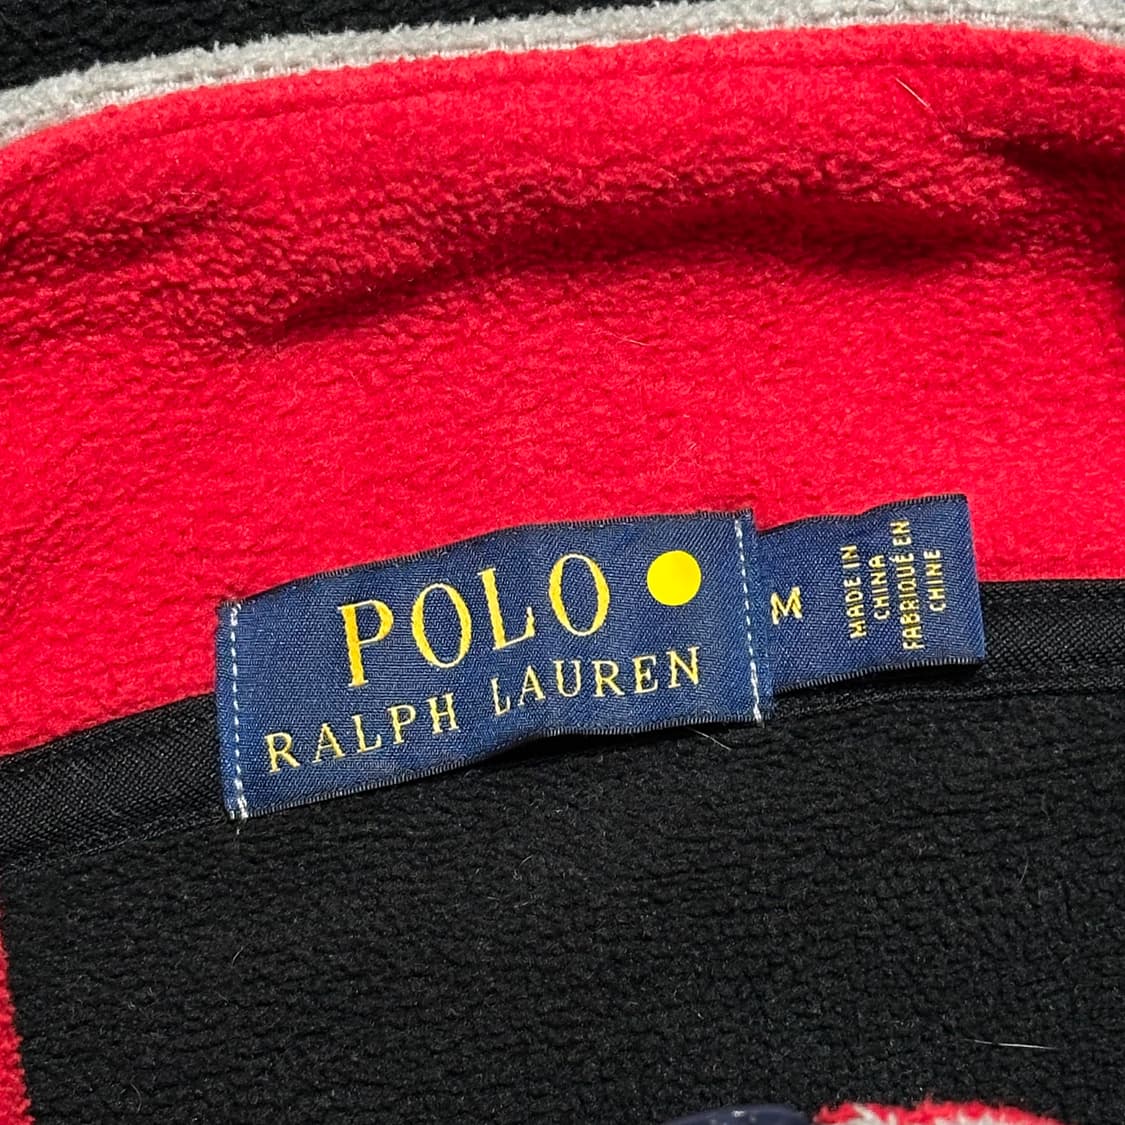 POLO
RALPH LAUREN
M
MADE IN
CHINA
FABRIQUÉ EN
CHINE